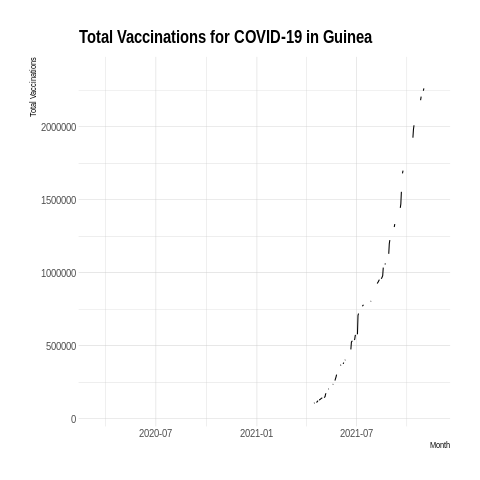 Total Vaccinations for COVID-19 in Guinea
Total Vaccinations
2000000
1500000
1000000
500000
0
2020-07 2021-01 2021-07
Month